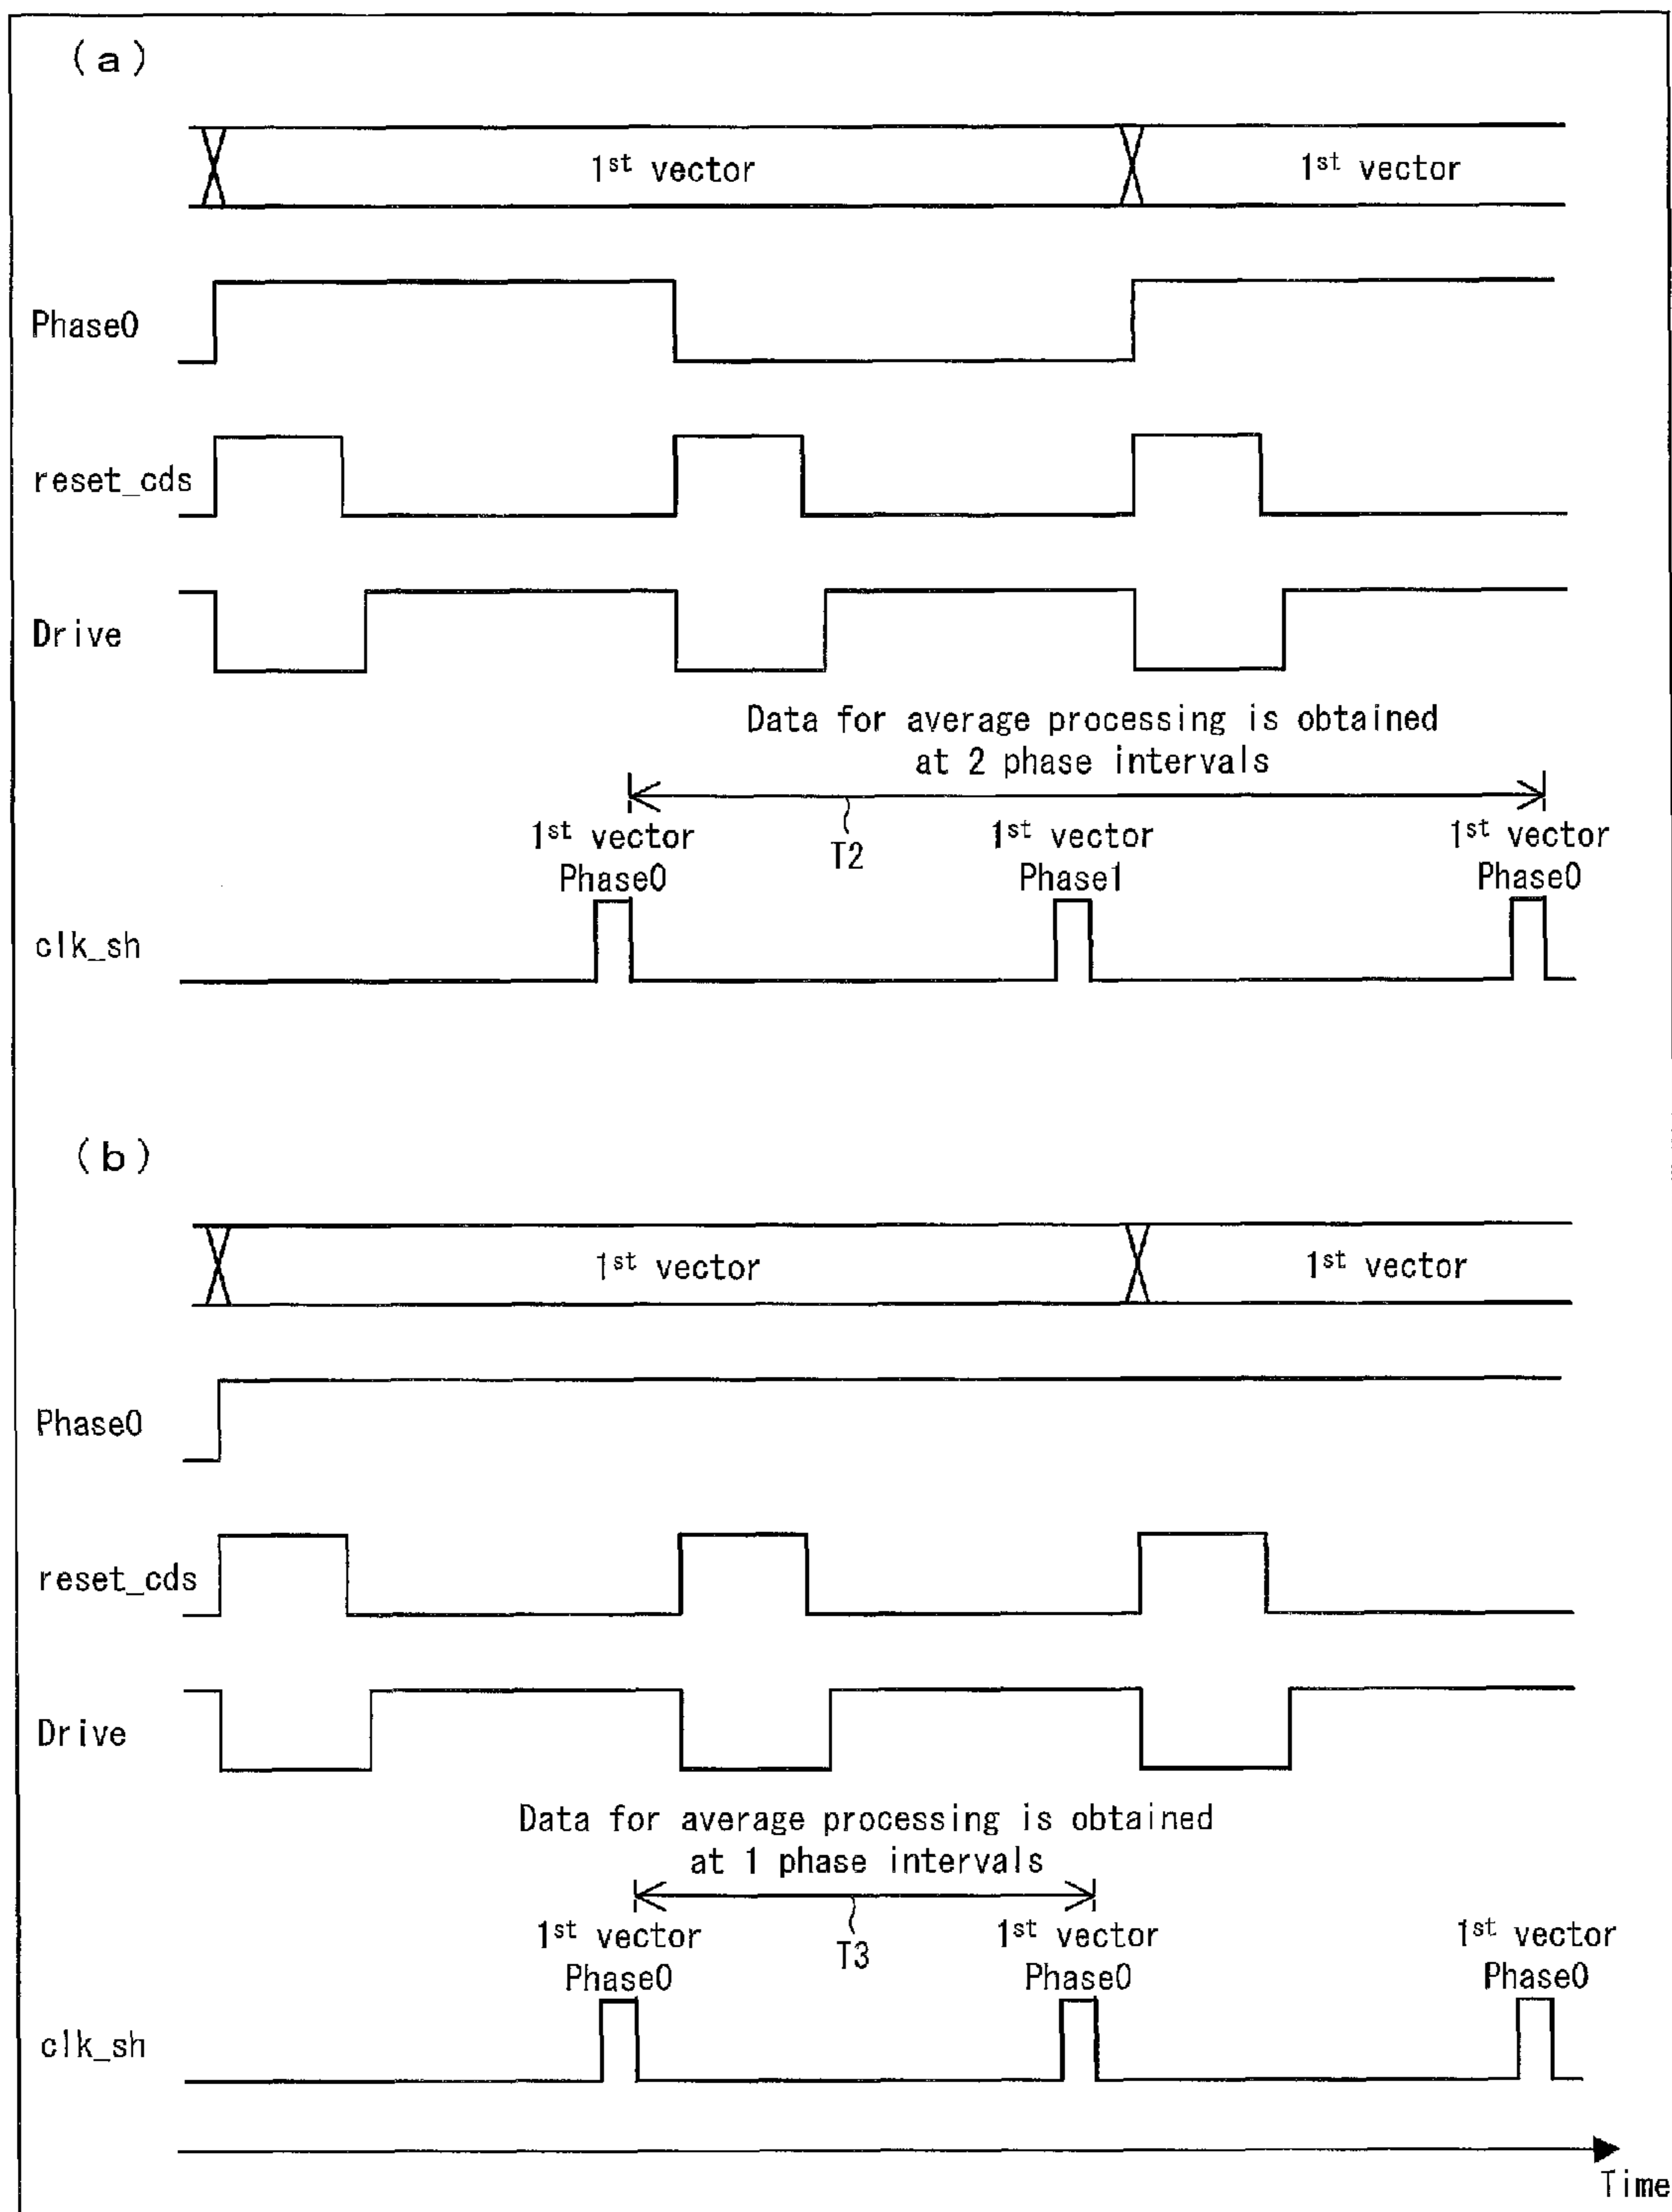 (a)
1st vector 1st vector
Phase0
reset_cds
Drive
Data for average processing is obtained
at 2 phase intervals
T2
1st vector 1st vector 1st vector
Phase0 Phase1 Phase0
clk_sh
(b)
1st vector 1st vector
Phase0
reset_cds
Drive
Data for average processing is obtained
at 1 phase intervals
T3
1st vector 1st vector 1st vector
Phase0 Phase0 Phase0
clk_sh
Time